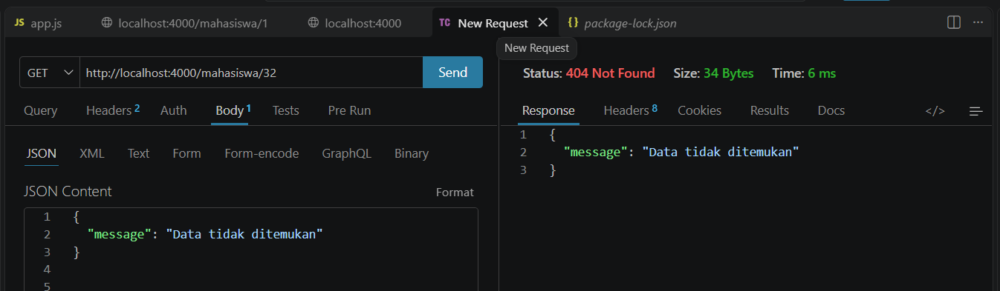 JS app.js
localhost:4000/mahasiswa/1
localhost:4000
TC New Request
{} package-lock.json
New Request
GET
http://localhost:4000/mahasiswa/32
Send
Query
Headers 2
Auth
Body 1
Tests
Pre Run
JSON
XML
Text
Form
Form-encode
GraphQL
Binary
JSON Content
Format
1 {
2 "message": "Data tidak ditemukan"
3 }
4
5
Status: 404 Not Found
Size: 34 Bytes
Time: 6 ms
Response
Headers 8
Cookies
Results
Docs
</>
1 {
2 "message": "Data tidak ditemukan"
3 }